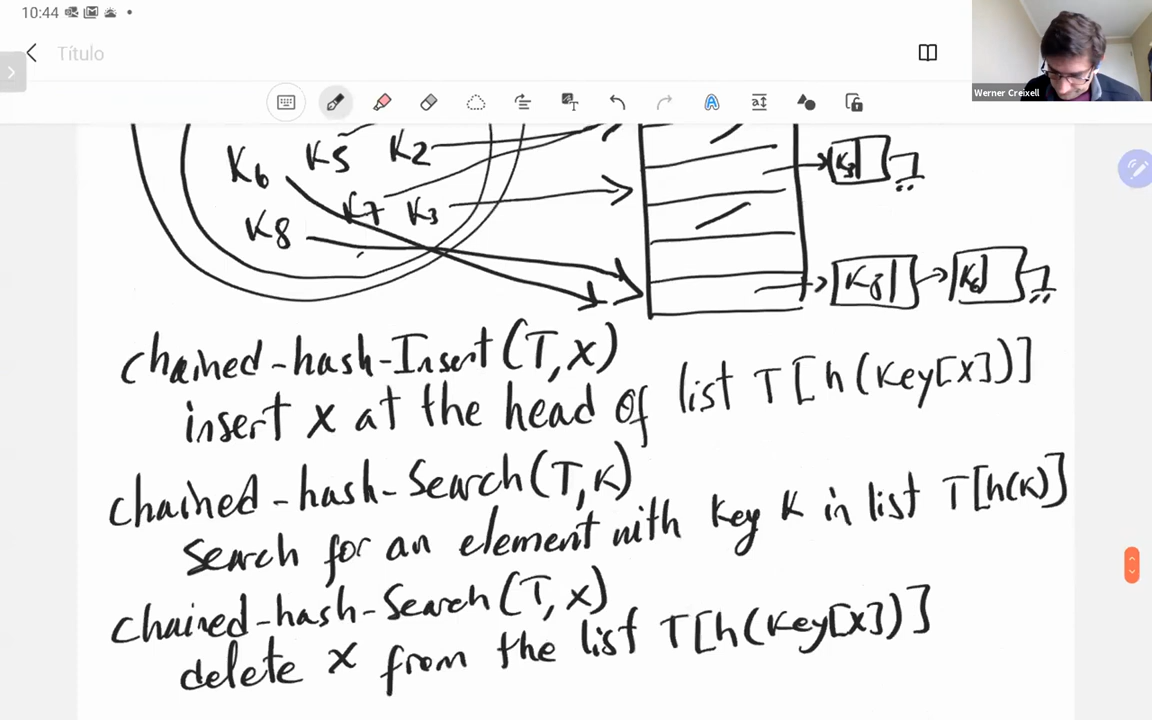 10:44
Título
Werner Creixell
K6 K5 K2
K7 K3
K8
K3
K8 K6
chained-hash-Insert(T,x)
insert x at the head of list T[h(key[x])]
chained-hash-Search(T,K)
search for an element with key K in list T[h(K)]
chained-hash-Search(T,x)
delete x from the list T[h(key[x])]